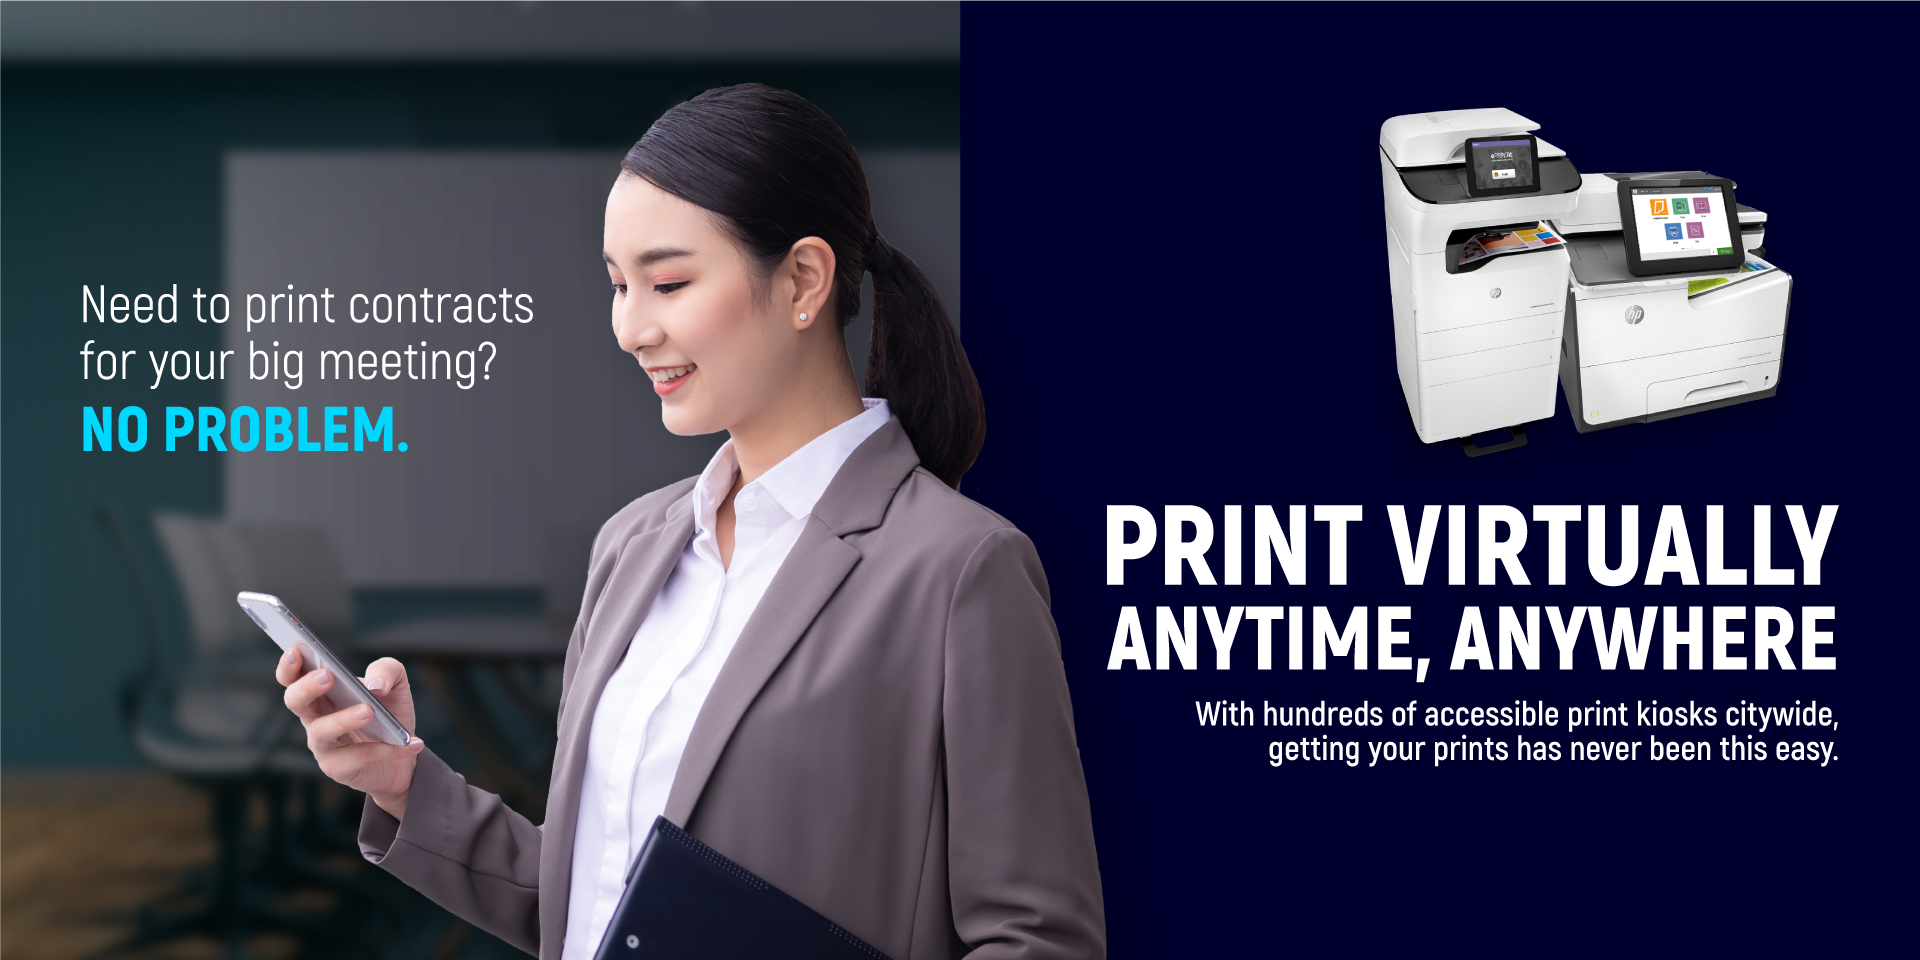 Need to print contracts
for your big meeting?
NO PROBLEM.
hp
PRINT VIRTUALLY
ANYTIME, ANYWHERE
With hundreds of accessible print kiosks citywide,
getting your prints has never been this easy.